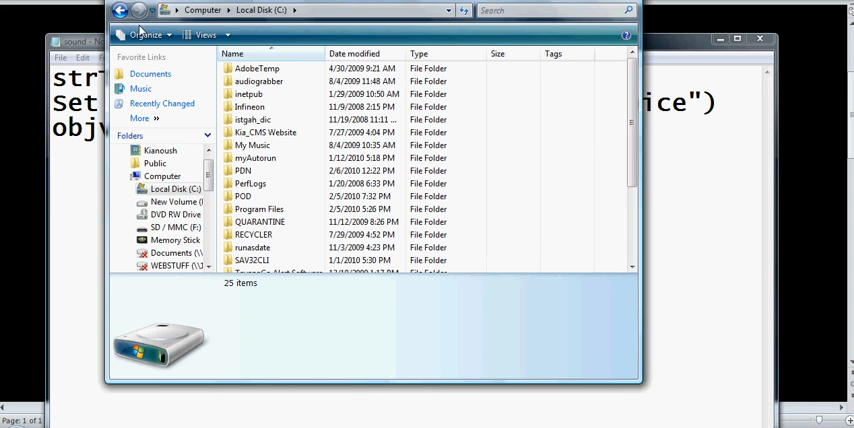 Computer Local Disk (C:) Search
Organize Views
sound - N
File Ed F
str
Set ice")
objv
Favorite Links
Documents
Music
Recently Changed
More »
Folders
Kianoush
Public
Computer
Local Disk (C:)
New Volume (
DVD RW Drive
SD / MMC (F:)
Memory Stick
Documents (\\
WEBSTUFF (\\J
Name Date modified Type Size Tags
AdobeTemp 4/30/2009 9:21 AM File Folder
audiograbber 8/4/2009 11:48 AM File Folder
inetpub 1/29/2009 10:50 AM File Folder
Infineon 11/9/2008 2:15 PM File Folder
istgah_dic 11/19/2008 11:11 ... File Folder
Kia_CMS Website 7/27/2009 4:04 PM File Folder
My Music 8/4/2009 10:35 AM File Folder
myAutorun 1/12/2010 5:18 PM File Folder
PDN 2/6/2010 12:22 PM File Folder
PerfLogs 1/20/2008 6:33 PM File Folder
POD 2/5/2010 7:32 PM File Folder
Program Files 2/5/2010 5:26 PM File Folder
QUARANTINE 11/12/2009 8:26 PM File Folder
RECYCLER 7/29/2009 4:52 PM File Folder
runasdate 11/3/2009 4:23 PM File Folder
SAV32CLI 1/1/2010 5:30 PM File Folder
File Folder
25 items
Page: 1 of 1